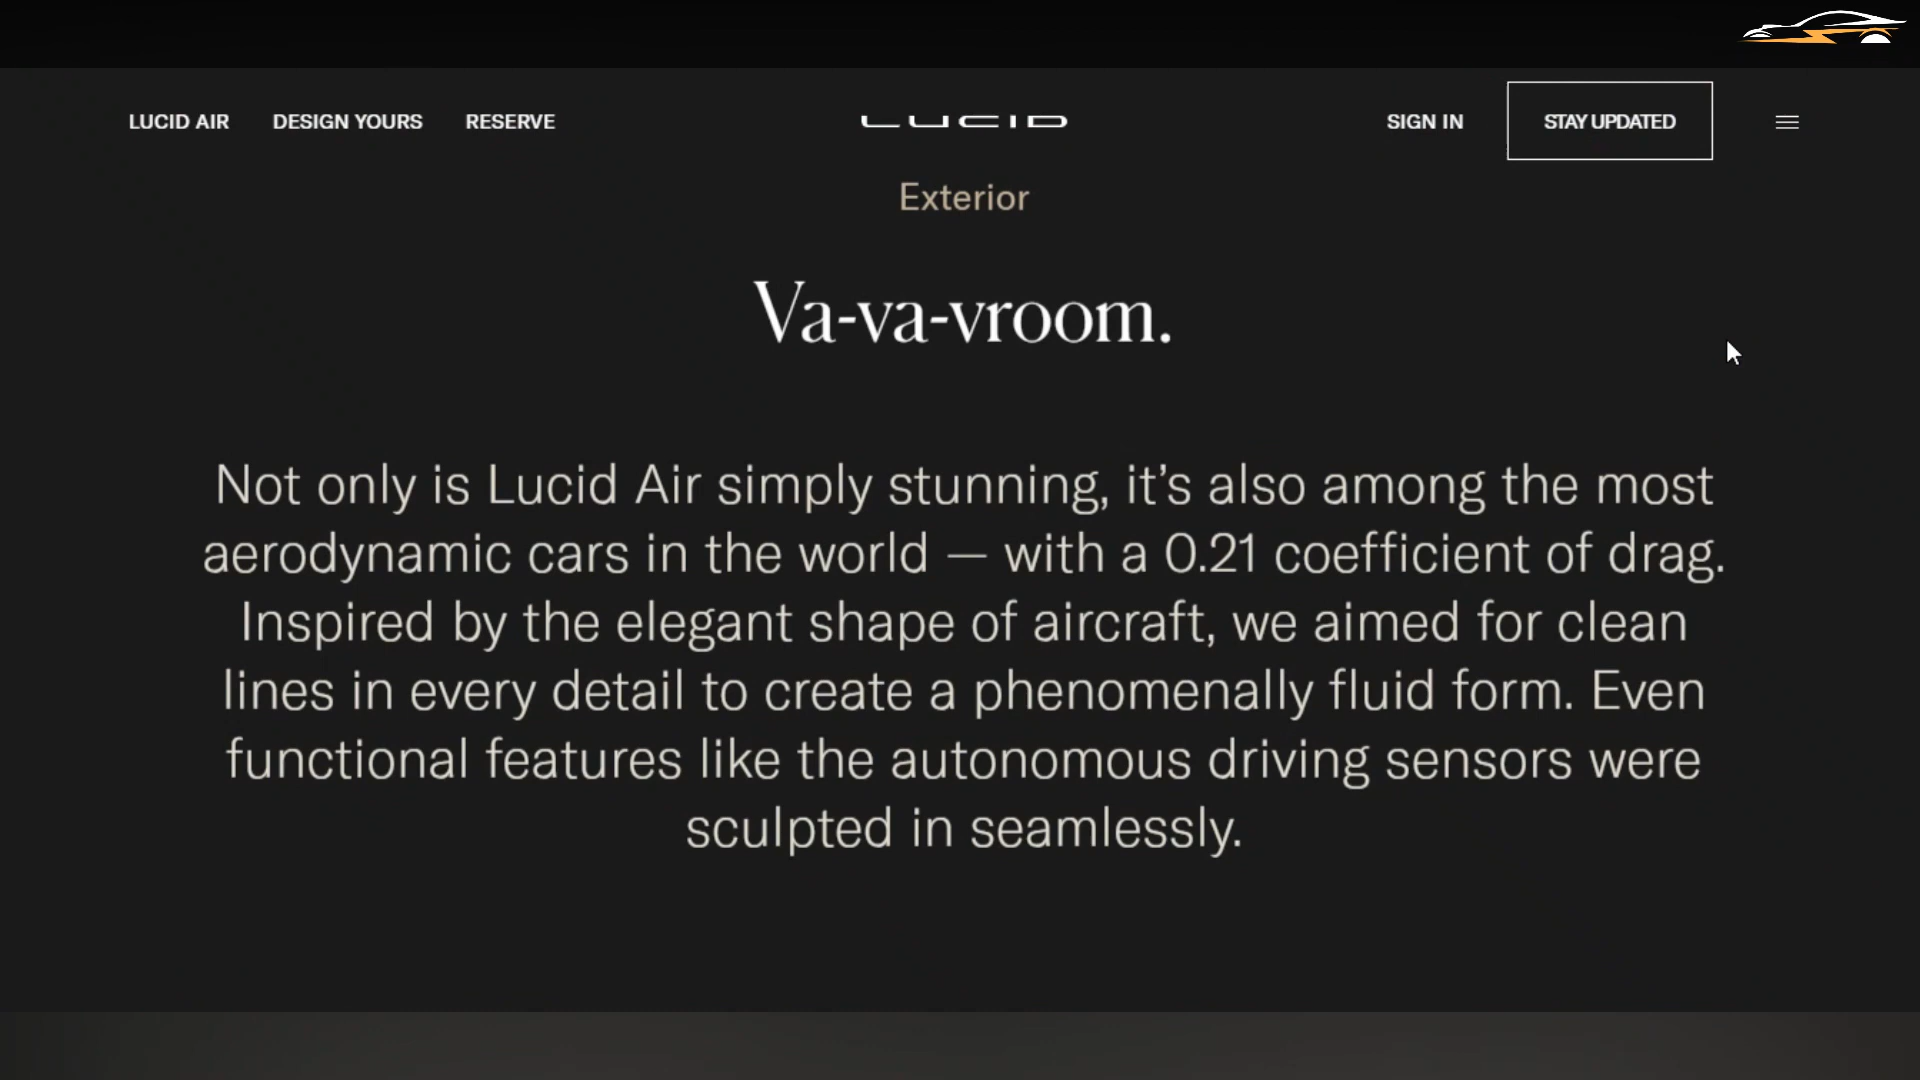 LUCID AIR DESIGN YOURS RESERVE LUCID SIGN IN STAY UPDATED
Exterior
Va-va-vroom.
Not only is Lucid Air simply stunning, it’s also among the most
aerodynamic cars in the world — with a 0.21 coefficient of drag.
Inspired by the elegant shape of aircraft, we aimed for clean
lines in every detail to create a phenomenally fluid form. Even
functional features like the autonomous driving sensors were
sculpted in seamlessly.